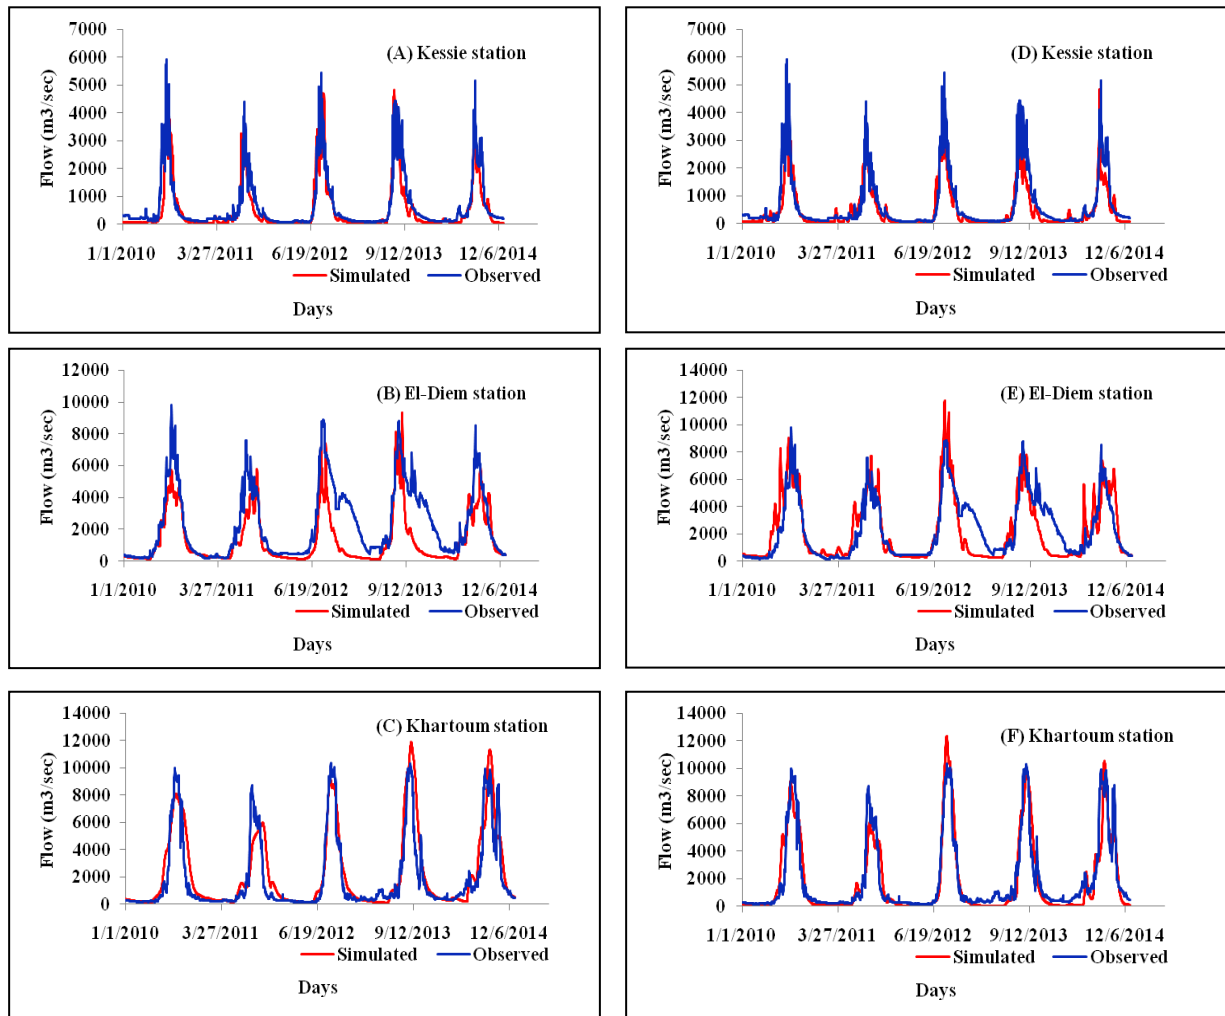 (A) Kessie station
Flow (m3/sec)
7000
6000
5000
4000
3000
2000
1000
0
1/1/2010 3/27/2011 6/19/2012 9/12/2013 12/6/2014
Simulated Observed
Days
(D) Kessie station
Flow (m3/sec)
7000
6000
5000
4000
3000
2000
1000
0
1/1/2010 3/27/2011 6/19/2012 9/12/2013 12/6/2014
Simulated Observed
Days
(B) El-Diem station
Flow (m3/sec)
12000
10000
8000
6000
4000
2000
0
1/1/2010 3/27/2011 6/19/2012 9/12/2013 12/6/2014
Simulated Observed
Days
(E) El-Diem station
Flow (m3/sec)
14000
12000
10000
8000
6000
4000
2000
0
1/1/2010 3/27/2011 6/19/2012 9/12/2013 12/6/2014
Simulated Observed
Days
(C) Khartoum station
Flow (m3/sec)
14000
12000
10000
8000
6000
4000
2000
0
1/1/2010 3/27/2011 6/19/2012 9/12/2013 12/6/2014
Simulated Observed
Days
(F) Khartoum station
Flow (m3/sec)
14000
12000
10000
8000
6000
4000
2000
0
1/1/2010 3/27/2011 6/19/2012 9/12/2013 12/6/2014
Simulated Observed
Days